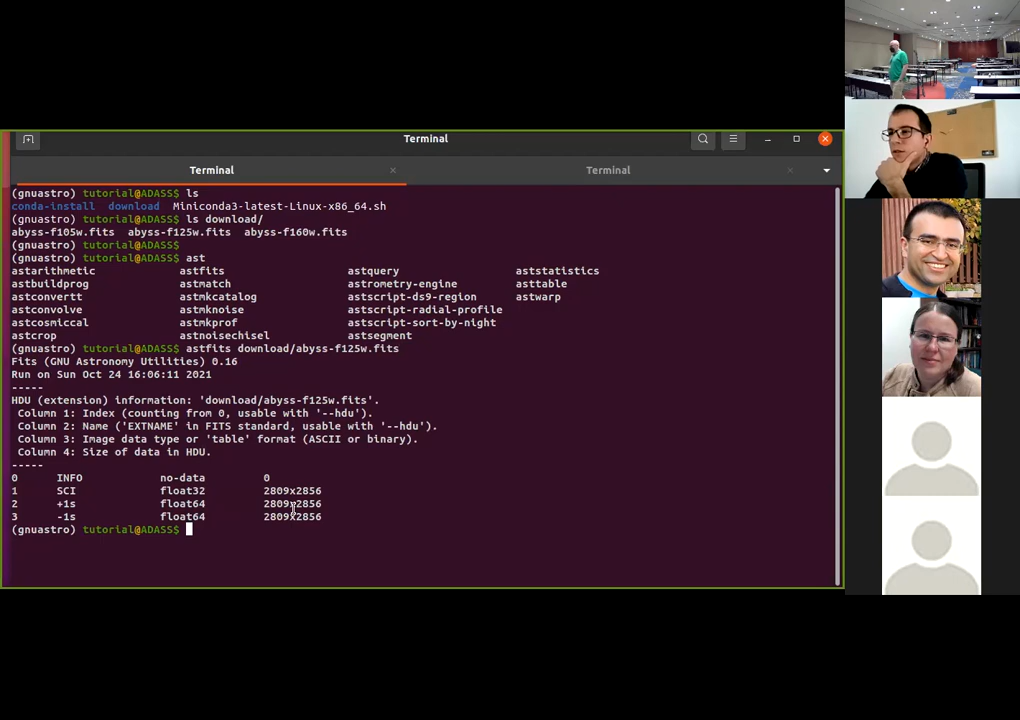 Terminal
Terminal
Terminal
(gnuastro) tutorial@ADASS$ ls
conda-install download Miniconda3-latest-Linux-x86_64.sh
(gnuastro) tutorial@ADASS$ ls download/
abyss-f105w.fits abyss-f125w.fits abyss-f160w.fits
(gnuastro) tutorial@ADASS$
(gnuastro) tutorial@ADASS$ ast
astarithmetic astfits astquery aststatistics
astbuildprog astmatch astrometry-engine asttable
astconvertt astmkcatalog astscript-ds9-region astwarp
astconvolve astmknoise astscript-radial-profile
astcosmiccal astmkprof astscript-sort-by-night
astcrop astnoisechisel astsegment
(gnuastro) tutorial@ADASS$ astfits download/abyss-f125w.fits
Fits (GNU Astronomy Utilities) 0.16
Run on Sun Oct 24 16:06:11 2021
-----
HDU (extension) information: 'download/abyss-f125w.fits'.
Column 1: Index (counting from 0, usable with '--hdu').
Column 2: Name ('EXTNAME' in FITS standard, usable with '--hdu').
Column 3: Image data type or 'table' format (ASCII or binary).
Column 4: Size of data in HDU.
-----
0 INFO no-data 0
1 SCI float32 2809x2856
2 +1s float64 2809x2856
3 -1s float64 2809x2856
(gnuastro) tutorial@ADASS$